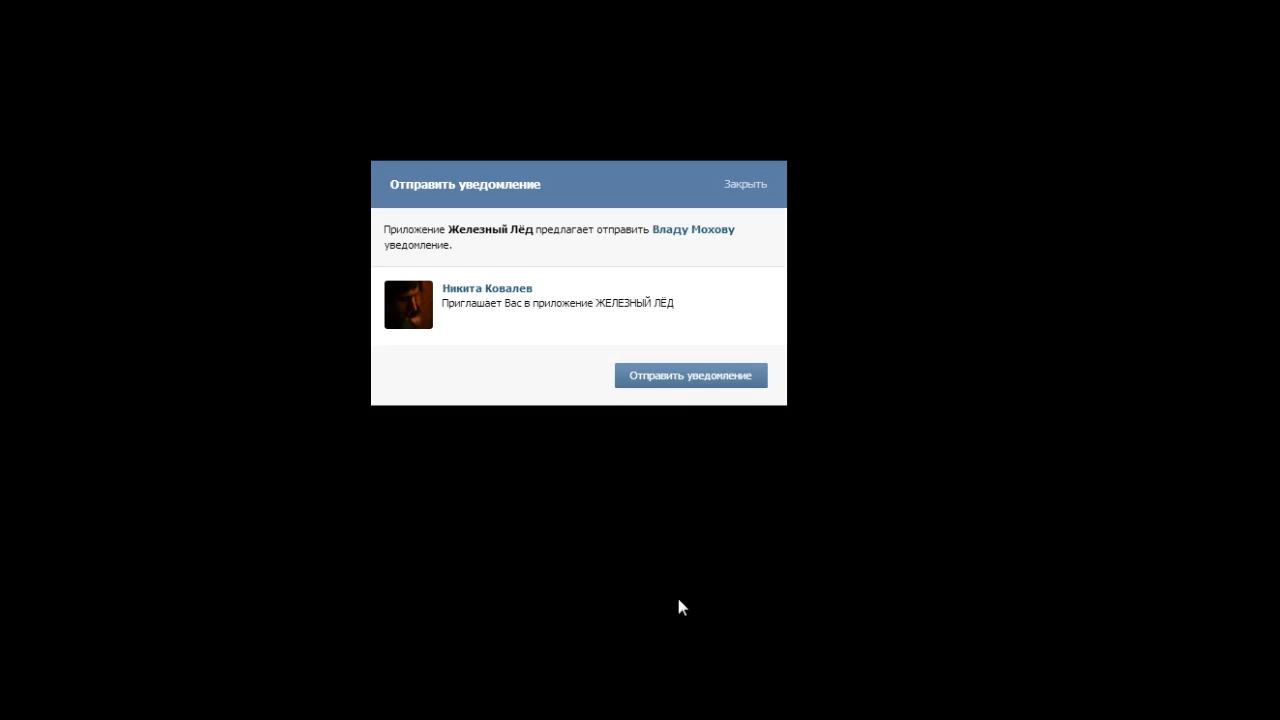 Отправить уведомление Закрыть
Приложение Железный Лёд предлагает отправить Владу Мохову
уведомление.
Никита Ковалев
Приглашает Вас в приложение ЖЕЛЕЗНЫЙ ЛЁД
Отправить уведомление